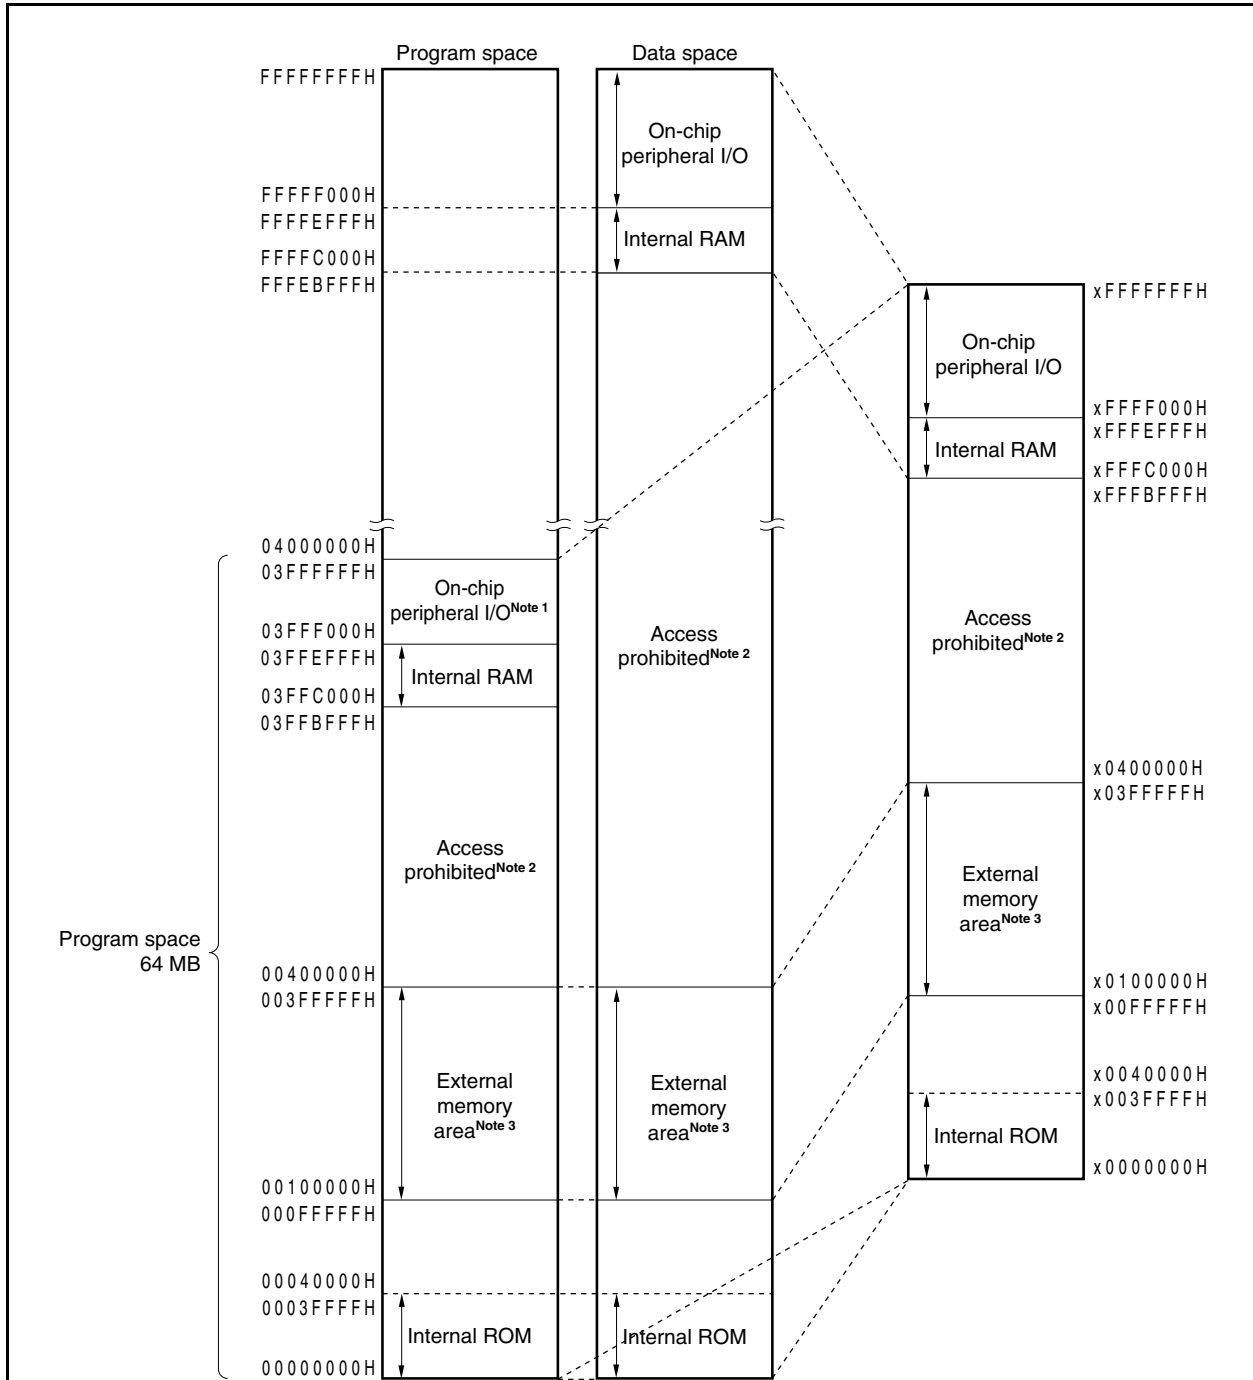 Program space
Data space
FFFFFFFFH
On-chip
peripheral I/O
FFFFF000H
FFFFEFFFH
Internal RAM
FFFFC000H
FFFEBFFFH
xFFFFFFFH
On-chip
peripheral I/O
xFFFF000H
xFFFEFFFH
Internal RAM
xFFFC000H
xFFFBFFFH
04000000H
03FFFFFFH
On-chip
peripheral I/ONote 1
03FFF000H
03FFEFFFH
Internal RAM
03FFC000H
03FFBFFFH
Access
prohibitedNote 2
Access
prohibitedNote 2
x0400000H
x03FFFFFH
Access
prohibitedNote 2
External
memory
areaNote 3
Program space
64 MB
00400000H
003FFFFFH
x0100000H
x00FFFFFH
External
memory
areaNote 3
External
memory
areaNote 3
x0040000H
x003FFFFH
Internal ROM
x0000000H
00100000H
000FFFFFH
00040000H
0003FFFFH
Internal ROM
Internal ROM
00000000H